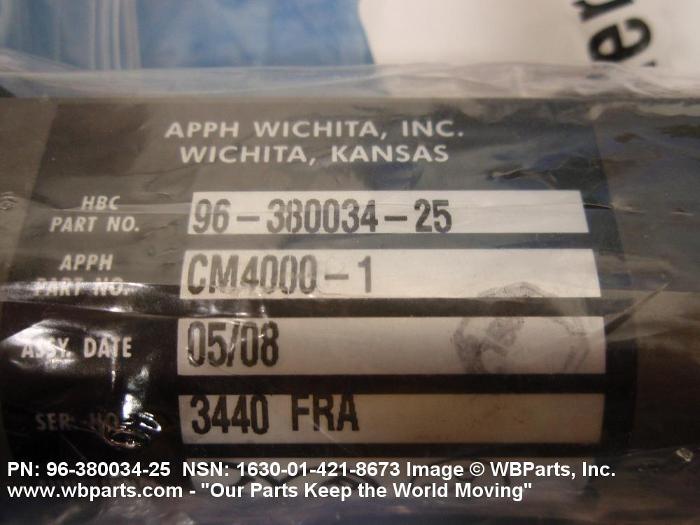 er
APPH WICHITA, INC.
WICHITA, KANSAS
HBC
PART NO. 96-380034-25
APPH
PART NO. CM4000-1
ASSY. DATE 05/08
SER. NO. 3440 FRA
PN: 96-380034-25 NSN: 1630-01-421-8673 Image © WBParts, Inc.
www.wbparts.com - "Our Parts Keep the World Moving"